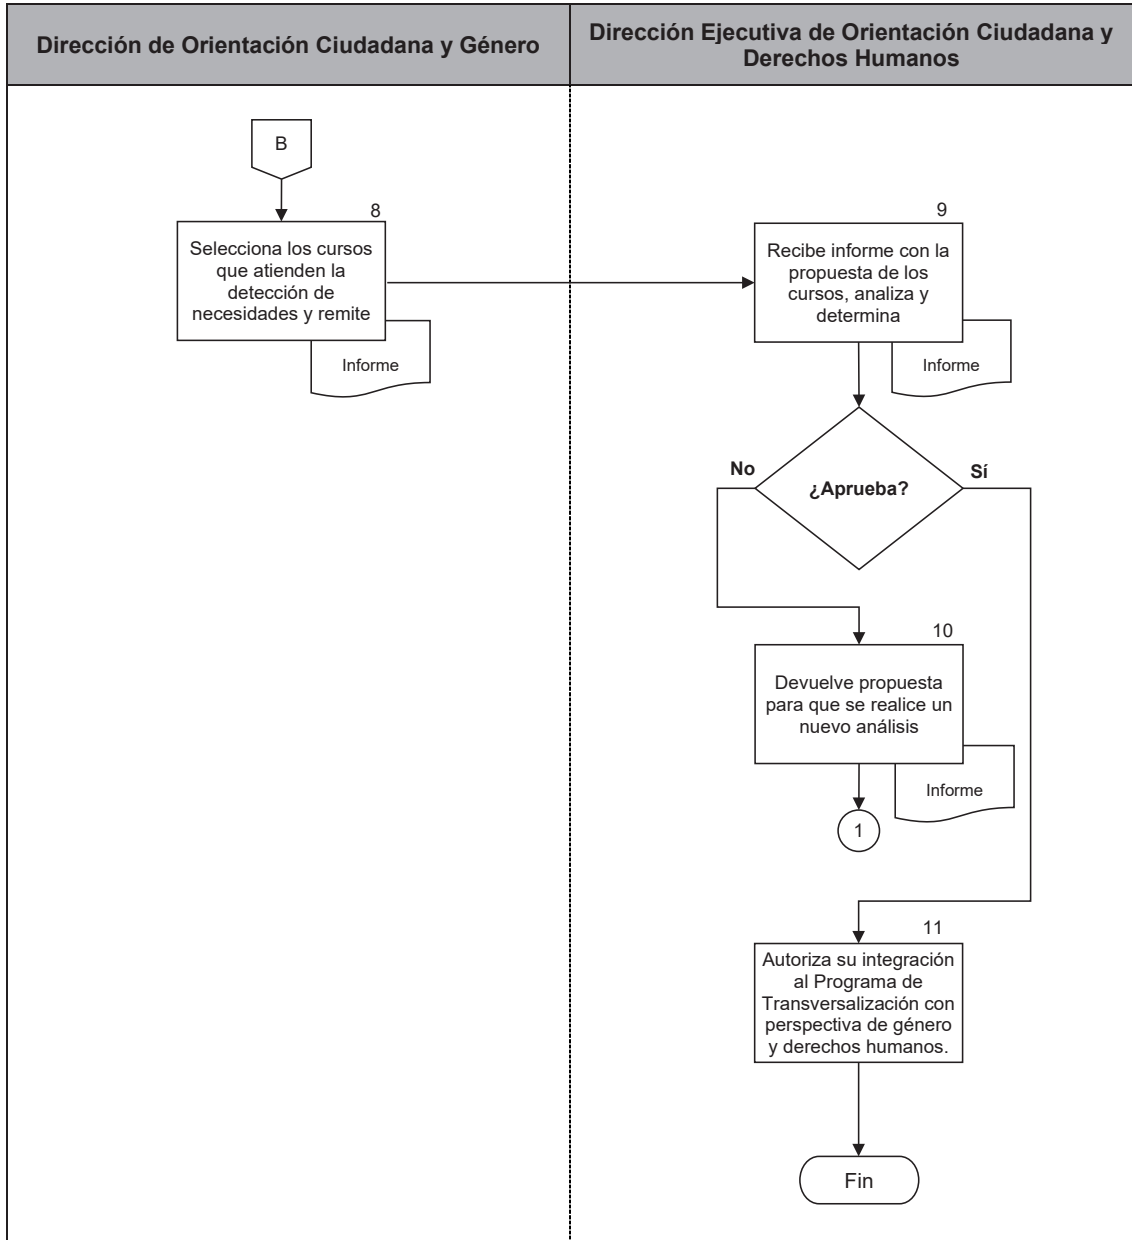 Dirección de Orientación Ciudadana y Género
Dirección Ejecutiva de Orientación Ciudadana y
Derechos Humanos
B
8
Selecciona los cursos
que atienden la
detección de
necesidades y remite
Informe
9
Recibe informe con la
propuesta de los
cursos, analiza y
determina
Informe
¿Aprueba?
No
Sí
10
Devuelve propuesta
para que se realice un
nuevo análisis
Informe
1
11
Autoriza su integración
al Programa de
Transversalización con
perspectiva de género
y derechos humanos.
Fin